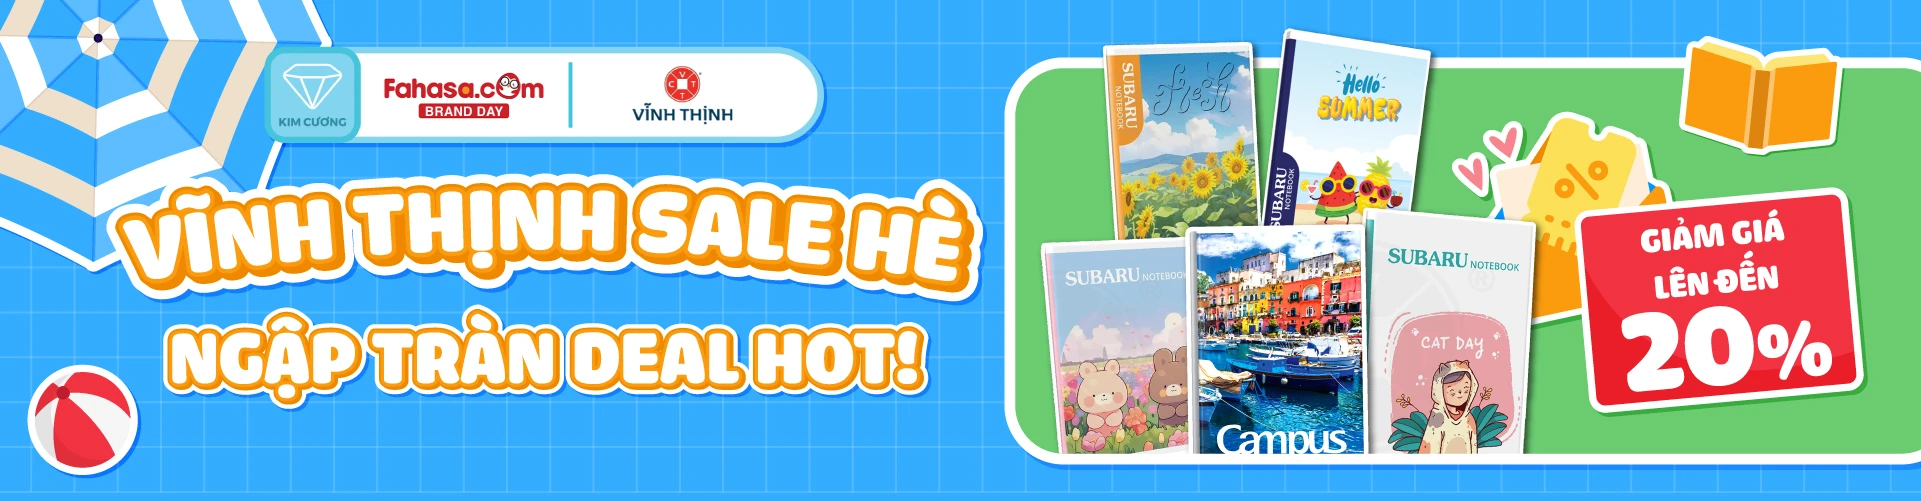 KIM CƯƠNG
Fahasa.com
BRAND DAY
CVTT
VĨNH THỊNH
VĨNH THỊNH SALE HÈ
NGẬP TRÀN DEAL HOT!
SUBARU
NOTEBOOK
Fresh
Hello
SUMMER
SUBARU
NOTEBOOK
SUBARU NOTEBOOK
Campus
SUBARU NOTEBOOK
CAT DAY
%
GIẢM GIÁ
LÊN ĐẾN
20%